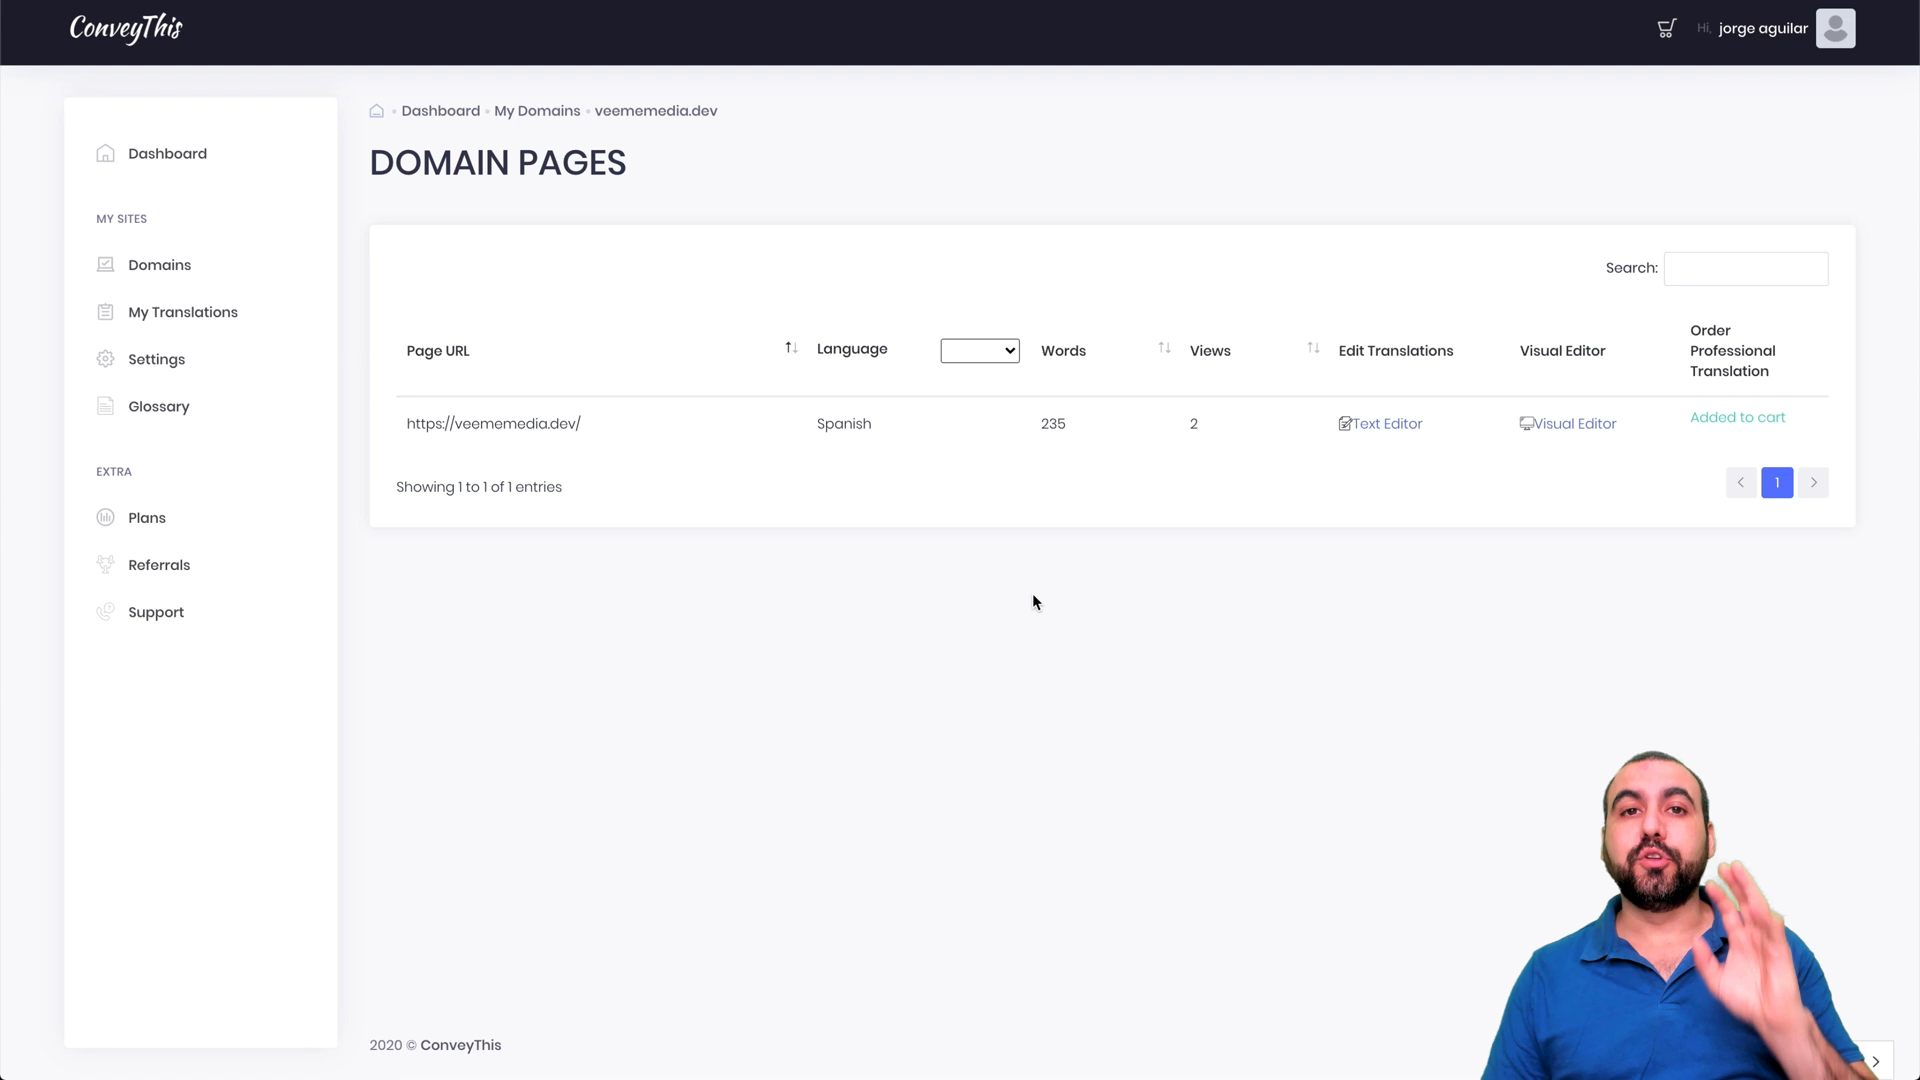 ConveyThis
Hi, jorge aguilar
Dashboard
MY SITES
Domains
My Translations
Settings
Glossary
EXTRA
Plans
Referrals
Support
Dashboard My Domains veememedia.dev
DOMAIN PAGES
Search:
Page URL Language Words Views Edit Translations Visual Editor Order Professional Translation
https://veememedia.dev/ Spanish 235 2 Text Editor Visual Editor Added to cart
Showing 1 to 1 of 1 entries
1
2020 © ConveyThis